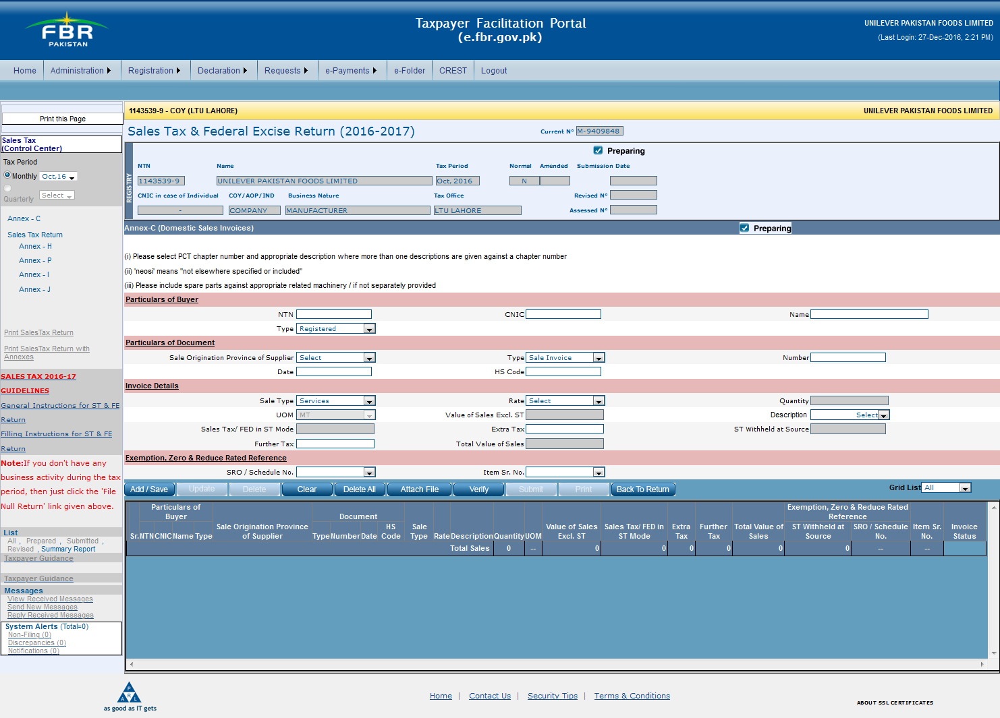 FBR
PAKISTAN
Taxpayer Facilitation Portal
(e.fbr.gov.pk)
UNILEVER PAKISTAN FOODS LIMITED
(Last Login: 27-Dec-2016, 2:21 PM)
Home Administration Registration Declaration Requests e-Payments e-Folder CREST Logout
Print this Page
Sales Tax
(Control Center)
Tax Period
Monthly Oct,16
Quarterly Select
Annex - C
Sales Tax Return
Annex - H
Annex - P
Annex - I
Annex - J
Print SalesTax Return
Print SalesTax Return with
Annexes
SALES TAX 2016-17
GUIDELINES
General Instructions for ST & FE
Return
Filling Instructions for ST & FE
Return
Note:If you don't have any
business activity during the tax
period, then just click the 'File
Null Return' link given above.
List
All , Prepared , Submitted ,
Revised , Summary Report
Taxpayer Guidance
Taxpayer Guidance
Messages
View Received Messages
Send New Messages
Reply Received Messages
System Alerts (Total=0)
Non-Filing (0)
Discrepancies (0)
Notifications (0)
1143539-9 - COY (LTU LAHORE) UNILEVER PAKISTAN FOODS LIMITED
Sales Tax & Federal Excise Return (2016-2017) Current N° M-9409848
Preparing
REGISTRY
NTN Name Tax Period Normal Amended Submission Date
1143539-9 UNILEVER PAKISTAN FOODS LIMITED Oct, 2016 N
CNIC in case of Individual COY/AOP/IND Business Nature Tax Office Revised N°
- COMPANY MANUFACTURER LTU LAHORE Assessed N°
Annex-C (Domestic Sales Invoices) Preparing
(i) Please select PCT chapter number and appropriate description where more than one descriptions are given against a chapter number
(ii) 'neosi' means "not elsewhere specified or included"
(iii) Please include spare parts against appropriate related machinery / if not separately provided
Particulars of Buyer
NTN CNIC Name
Type Registered
Particulars of Document
Sale Origination Province of Supplier Select Type Sale Invoice Number
Date HS Code
Invoice Details
Sale Type Services Rate Select Quantity
UOM MT Value of Sales Excl. ST Description Select
Sales Tax/ FED in ST Mode Extra Tax ST Withheld at Source
Further Tax Total Value of Sales
Exemption, Zero & Reduce Rated Reference
SRO / Schedule No. Item Sr. No.
Add / Save Update Delete Clear Delete All Attach File Verify Submit Print Back To Return Grid List All
Particulars of Buyer Document Exemption, Zero & Reduce Rated Reference
Sr. NTN CNIC Name Type Sale Origination Province of Supplier Type Number Date HS Code Sale Type Rate Description Quantity UOM Value of Sales Excl. ST Sales Tax/ FED in ST Mode Extra Tax Further Tax Total Value of Sales ST Withheld at Source SRO / Schedule No. Item Sr. No. Invoice Status
Total Sales 0 -- 0 0 0 0 0 0 -- --
P
A R L
as good as IT gets
Home | Contact Us | Security Tips | Terms & Conditions
ABOUT SSL CERTIFICATES